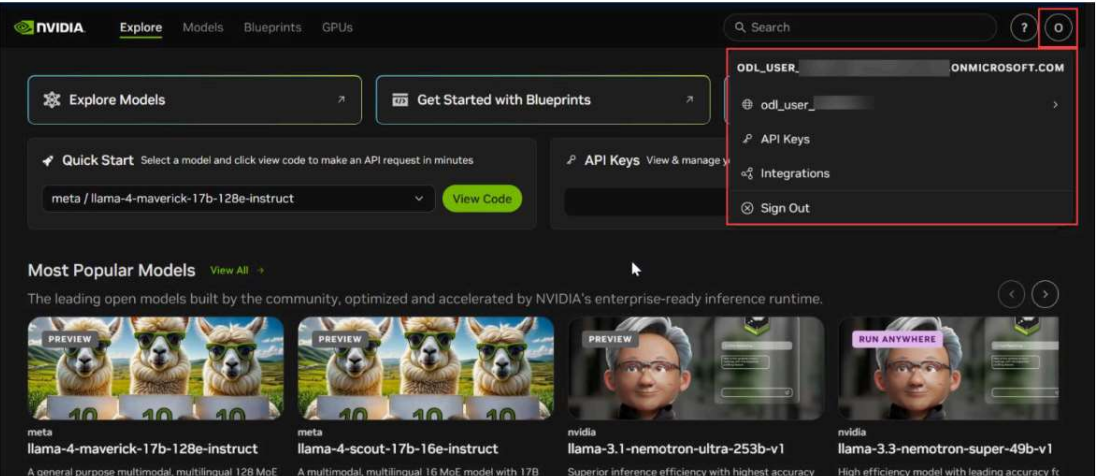 NVIDIA. Explore Models Blueprints GPUs Search ? O
ODL_USER_ ONMICROSOFT.COM
odl_user_
API Keys
Integrations
Sign Out
Explore Models
Get Started with Blueprints
Quick Start Select a model and click view code to make an API request in minutes
meta / llama-4-maverick-17b-128e-instruct View Code
API Keys View & manage
Most Popular Models View All
The leading open models built by the community, optimized and accelerated by NVIDIA's enterprise-ready inference runtime.
PREVIEW
10 10 10
meta
llama-4-maverick-17b-128e-instruct
A general purpose multimodal, multilingual 128 MoE
PREVIEW
10 10 10
meta
llama-4-scout-17b-16e-instruct
A multimodal, multilingual 16 MoE model with 17B
PREVIEW
nvidia
llama-3.1-nemotron-ultra-253b-v1
Superior inference efficiency with highest accuracy
RUN ANYWHERE
nvidia
llama-3.3-nemotron-super-49b-v1
High efficiency model with leading accuracy